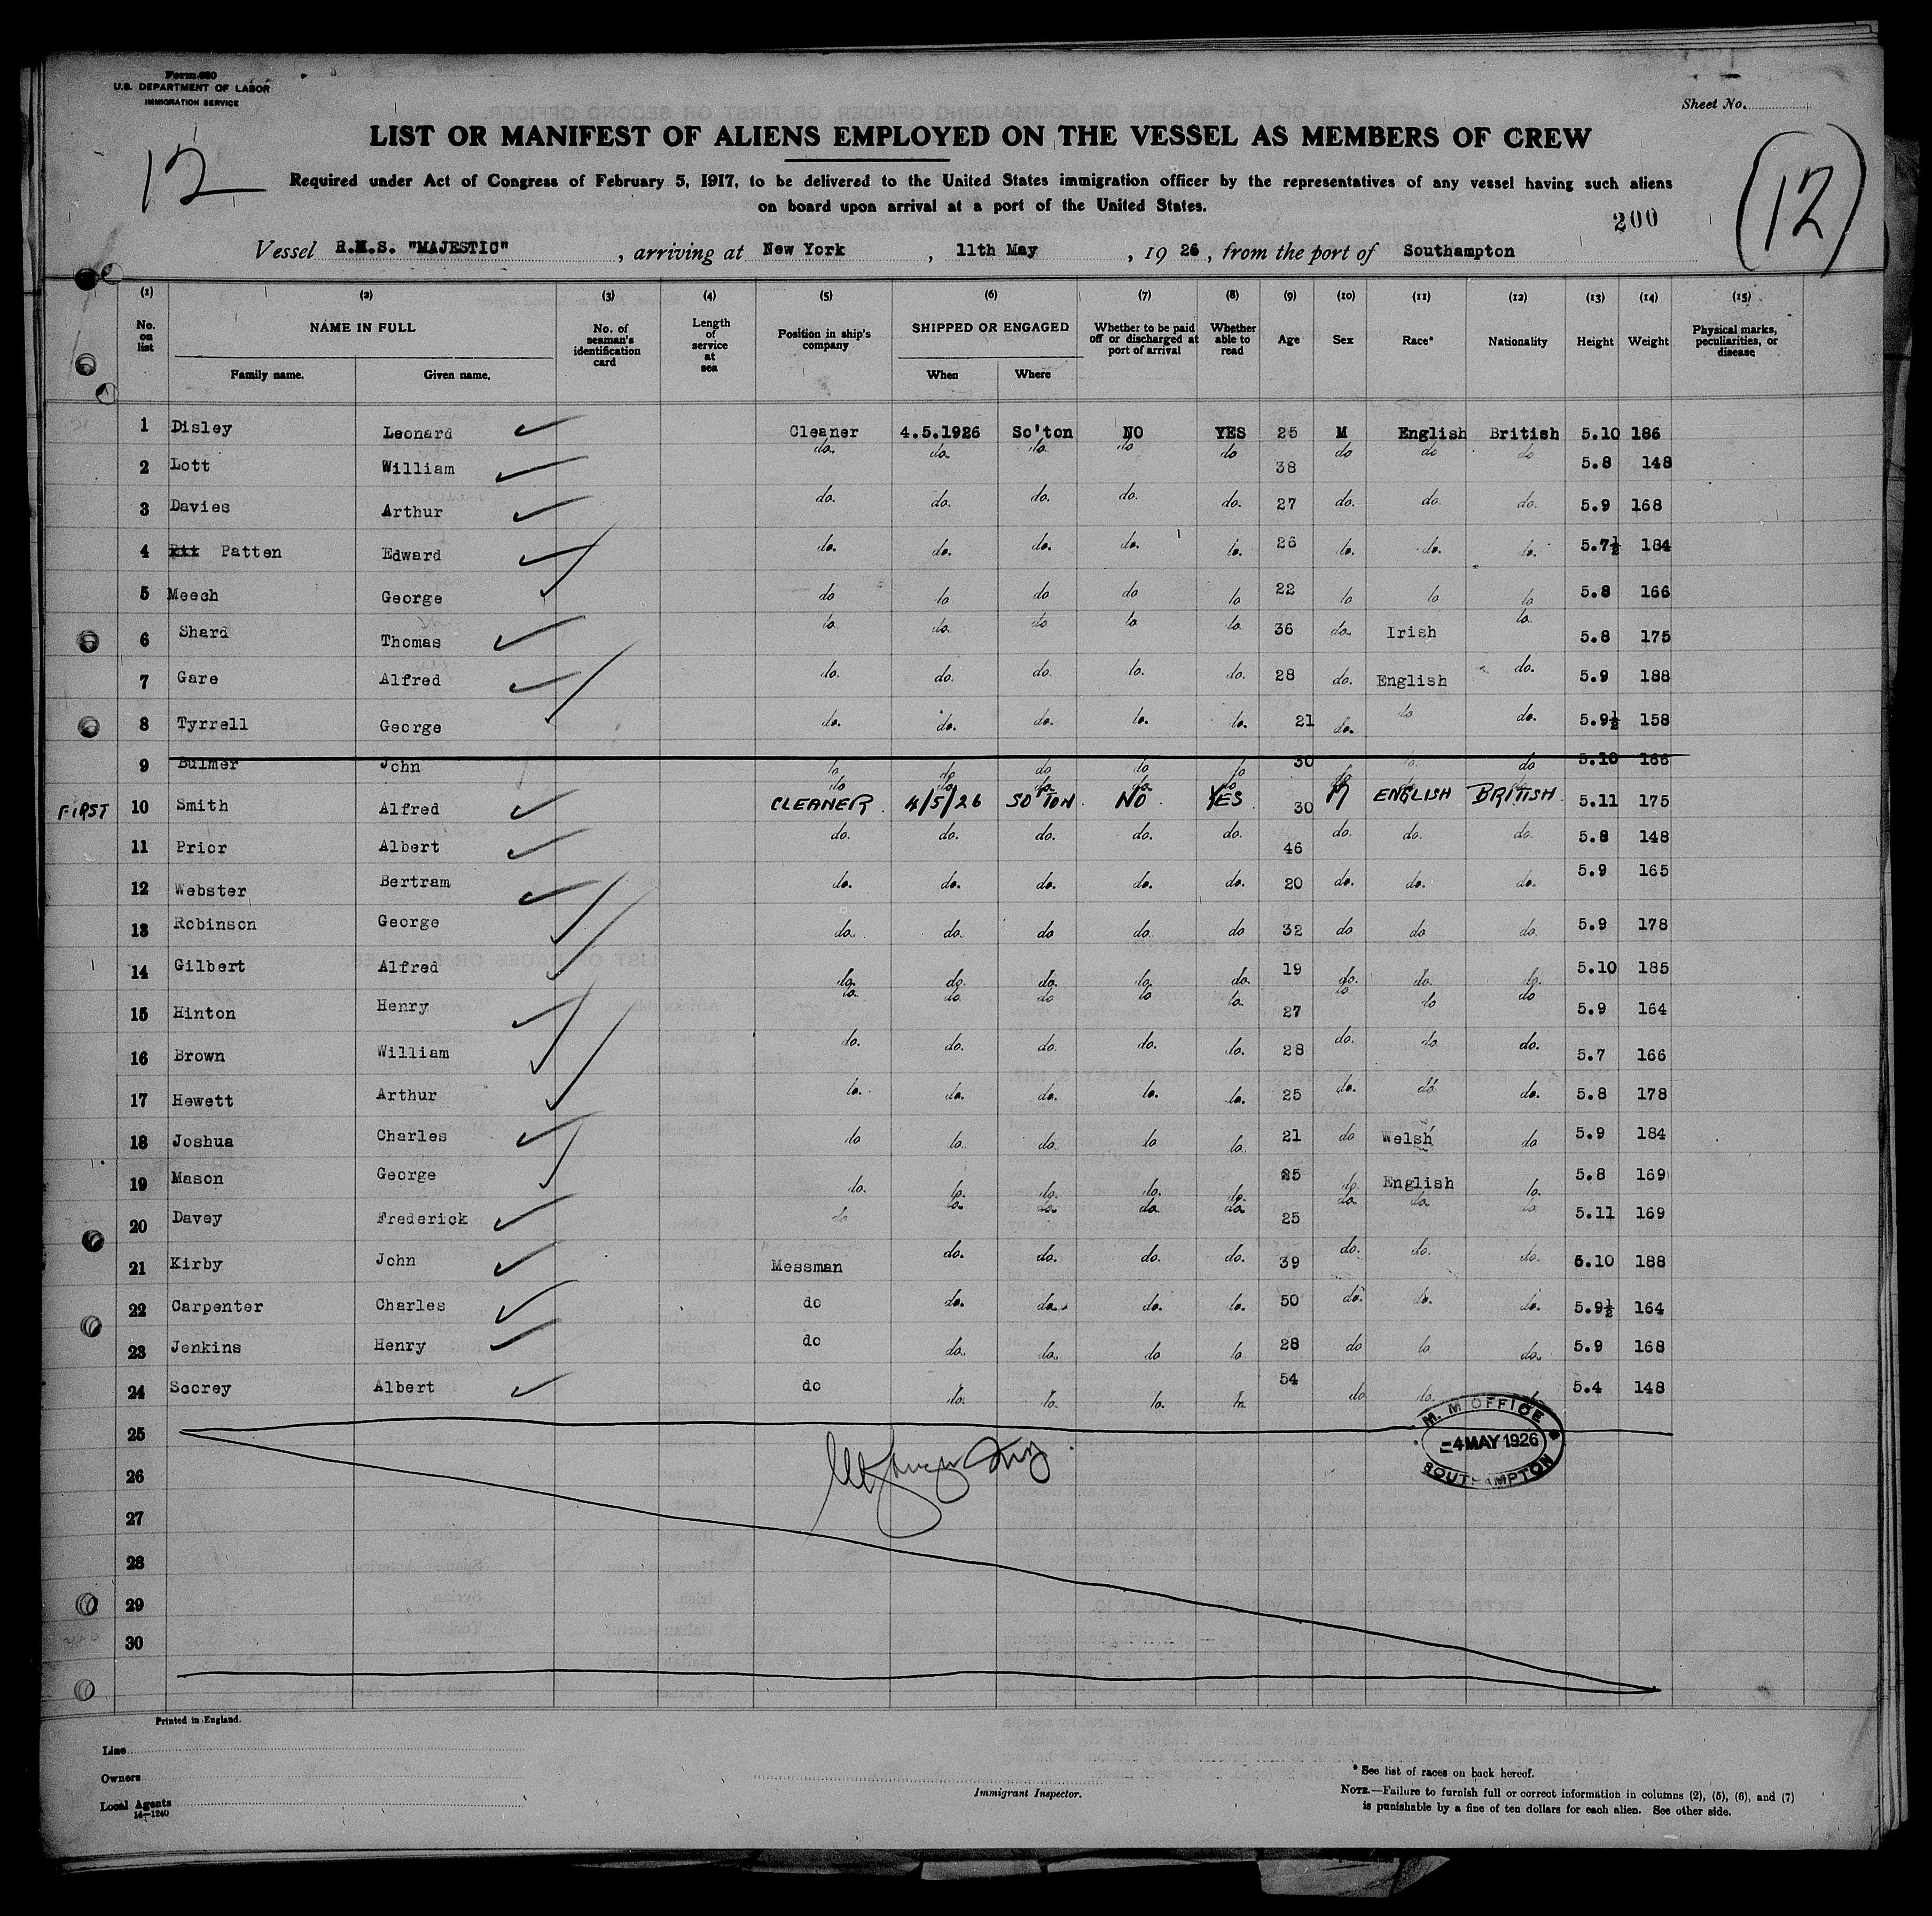 Form 680
U.S. DEPARTMENT OF LABOR
IMMIGRATION SERVICE
Sheet No.
LIST OR MANIFEST OF ALIENS EMPLOYED ON THE VESSEL AS MEMBERS OF CREW
12
(12)
Required under Act of Congress of February 5, 1917, to be delivered to the United States immigration officer by the representatives of any vessel having such aliens
on board upon arrival at a port of the United States.
200
Vessel R.M.S. "MAJESTIC", arriving at New York, 11th May, 1926, from the port of Southampton
(1) (2) (3) (4) (5) (6) (7) (8) (9) (10) (11) (12) (13) (14) (15)
No. on list NAME IN FULL No. of seaman's identification card Length of service at sea Position in ship's company SHIPPED OR ENGAGED Whether to be paid off or discharged at port of arrival Whether able to read Age Sex Race* Nationality Height Weight Physical marks, peculiarities, or disease
Family name. Given name. When Where
1 Disley Leonard Cleaner 4.5.1926 So'ton NO YES 25 M English British 5.10 186
2 Lott William do. do. do. do do 38 do do do 5.8 148
3 Davies Arthur do. do. do. do. do. 27 do. do. do. 5.9 168
4 Patten Edward do. do. do. do. do. 26 do. do. do. 5.7½ 184
5 Meech George do do do do do 22 do do do 5.8 166
6 Shard Thomas do. do. do do do. 36 do. Irish do. 5.8 175
7 Gare Alfred do. do. do. do. do. 28 do. English do. 5.9 188
8 Tyrrell George do. do. do. do. do. 21 do. do do. 5.9½ 158
9 Bulmer John do do do do do 30 do do do 5.10 166
FIRST 10 Smith Alfred CLEANER 4/5/26 SO'TON NO YES 30 M ENGLISH BRITISH 5.11 175
11 Prior Albert do. do. do. do. do. 46 do. do. do. 5.8 148
12 Webster Bertram do. do. do. do. do. 20 do. do. do. 5.9 165
13 Robinson George do. do. do do. do 32 do do do. 5.9 178
14 Gilbert Alfred do. do. do. do. do. 19 do. do. do. 5.10 185
15 Hinton Henry do. do do do do. 27 do. do do 5.9 164
16 Brown William do. do. do. do. do. 28 do. do. do. 5.7 166
17 Hewett Arthur do. do. do. do. do. 25 do. do. do. 5.8 178
18 Joshua Charles do do. do. do do. 21 do Welsh do 5.9 184
19 Mason George do. do. do. do. do. 25 do. English do. 5.8 169
20 Davey Frederick do do. do. do. do. 25 do. do. do 5.11 169
21 Kirby John Messman do. do. do. do. 39 do. do. do. 5.10 188
22 Carpenter Charles do do. do. do. do. 50 do. do. do. 5.9½ 164
23 Jenkins Henry do do. do. do do 28 do do do. 5.9 168
24 Scorey Albert do do. do. do. do. 54 do do. 5.4 148
25
26
27
28
29
30
M. M OFFICE
-4 MAY 1926
SOUTHAMPTON
Printed in England.
Line
Owners
Local Agents
14—1240
Immigrant Inspector.
* See list of races on back hereof.
NOTE.—Failure to furnish full or correct information in columns (2), (5), (6), and (7)
is punishable by a fine of ten dollars for each alien. See other side.